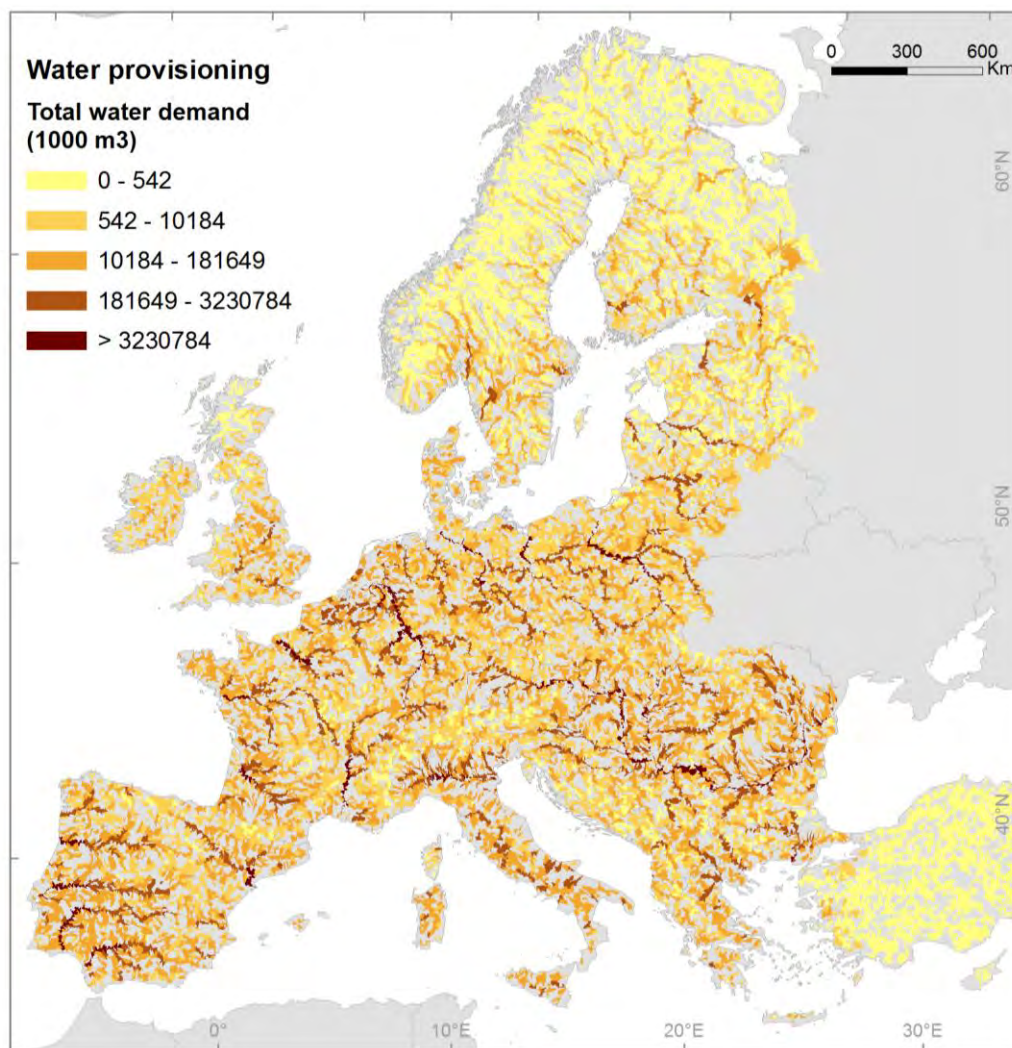 Water provisioning
Total water demand
(1000 m3)
0 - 542
542 - 10184
10184 - 181649
181649 - 3230784
> 3230784
0 300 600
Km
60°N
50°N
40°N
0° 10°E 20°E 30°E